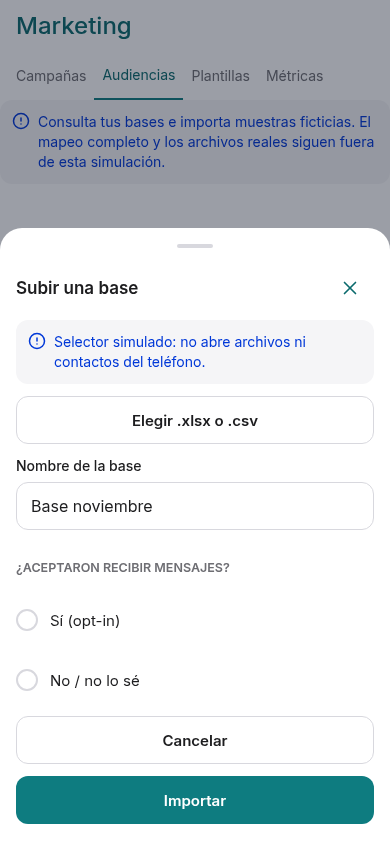 Marketing
Campañas Audiencias Plantillas Métricas
Consulta tus bases e importa muestras ficticias. El
mapeo completo y los archivos reales siguen fuera
de esta simulación.
Subir una base
Selector simulado: no abre archivos ni
contactos del teléfono.
Elegir .xlsx o .csv
Nombre de la base
Base noviembre
¿ACEPTARON RECIBIR MENSAJES?
Sí (opt-in)
No / no lo sé
Cancelar
Importar